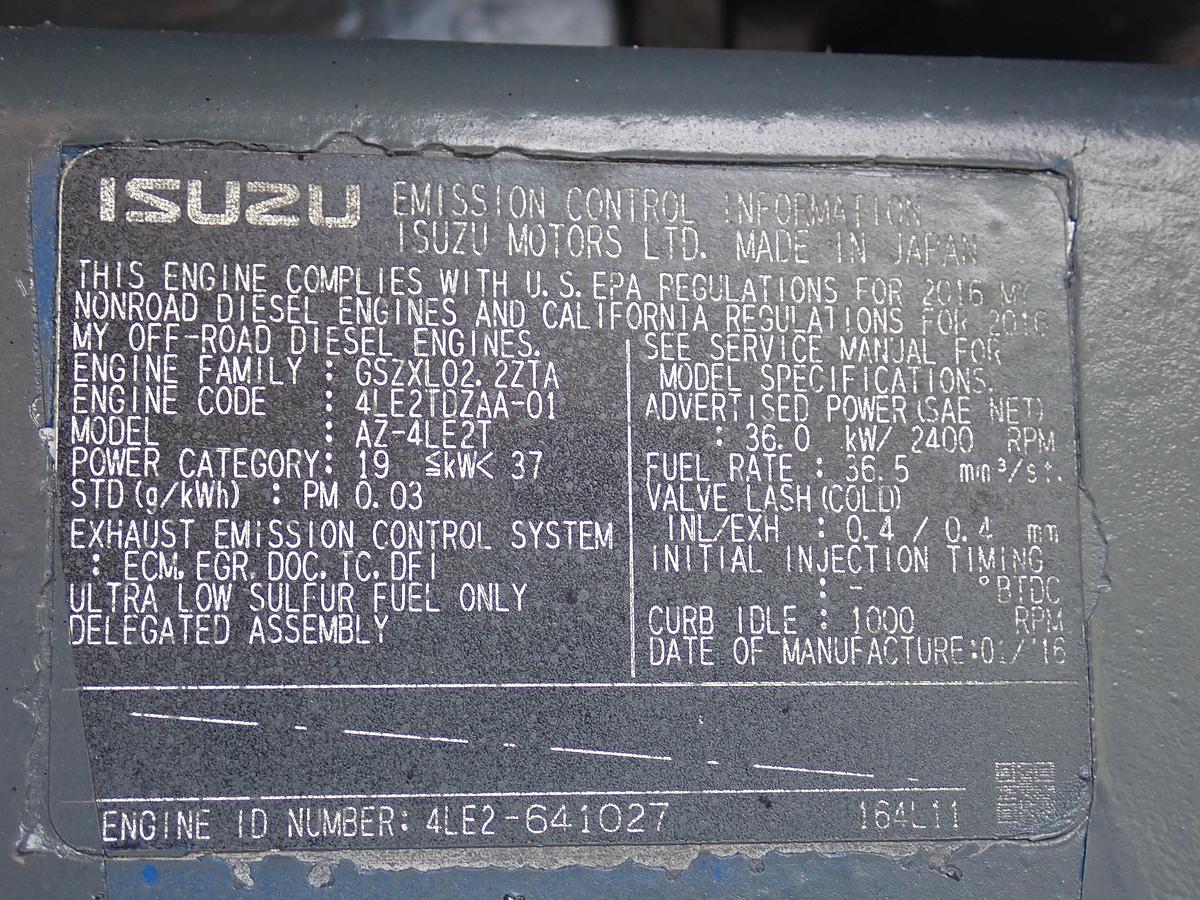 ISUZU EMISSION CONTROL INFORMATION
ISUZU MOTORS LTD. MADE IN JAPAN
THIS ENGINE COMPLIES WITH U.S.EPA REGULATIONS FOR 2016 MY
NONROAD DIESEL ENGINES AND CALIFORNIA REGULATIONS FOR 2016
MY OFF-ROAD DIESEL ENGINES.
ENGINE FAMILY : GSZXL02.2ZTA
ENGINE CODE : 4LE2TDZAA-01
MODEL : AZ-4LE2T
POWER CATEGORY: 19 ≦kW< 37
STD(g/kWh) : PM 0.03
EXHAUST EMISSION CONTROL SYSTEM
: ECM, EGR, DOC, TC, DFI
ULTRA LOW SULFUR FUEL ONLY
DELEGATED ASSEMBLY
SEE SERVICE MANUAL FOR
MODEL SPECIFICATIONS.
ADVERTISED POWER(SAE NET)
: 36.0 kW/ 2400 RPM
FUEL RATE : 36.5 mm³/st.
VALVE LASH(COLD)
INL/EXH : 0.4 / 0.4 mm
INITIAL INJECTION TIMING
: - °BTDC
CURB IDLE : 1000 RPM
DATE OF MANUFACTURE:01/'16
ENGINE ID NUMBER: 4LE2-641027 164L11